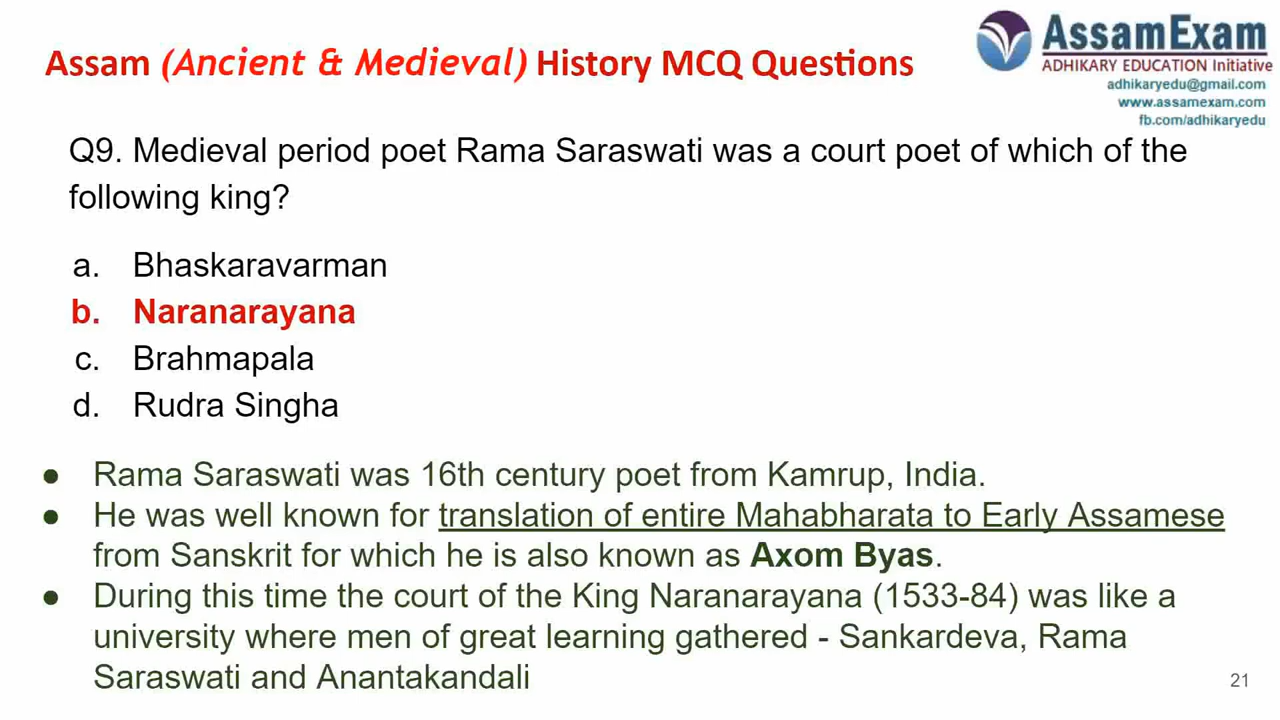 Assam (Ancient & Medieval) History MCQ Questions
AssamExam
ADHIKARY EDUCATION Initiative
adhikaryedu@gmail.com
www.assamexam.com
fb.com/adhikaryedu
Q9. Medieval period poet Rama Saraswati was a court poet of which of the
following king?
a. Bhaskaravarman
b. Naranarayana
c. Brahmapala
d. Rudra Singha
● Rama Saraswati was 16th century poet from Kamrup, India.
● He was well known for translation of entire Mahabharata to Early Assamese
from Sanskrit for which he is also known as Axom Byas.
● During this time the court of the King Naranarayana (1533-84) was like a
university where men of great learning gathered - Sankardeva, Rama
Saraswati and Anantakandali
21